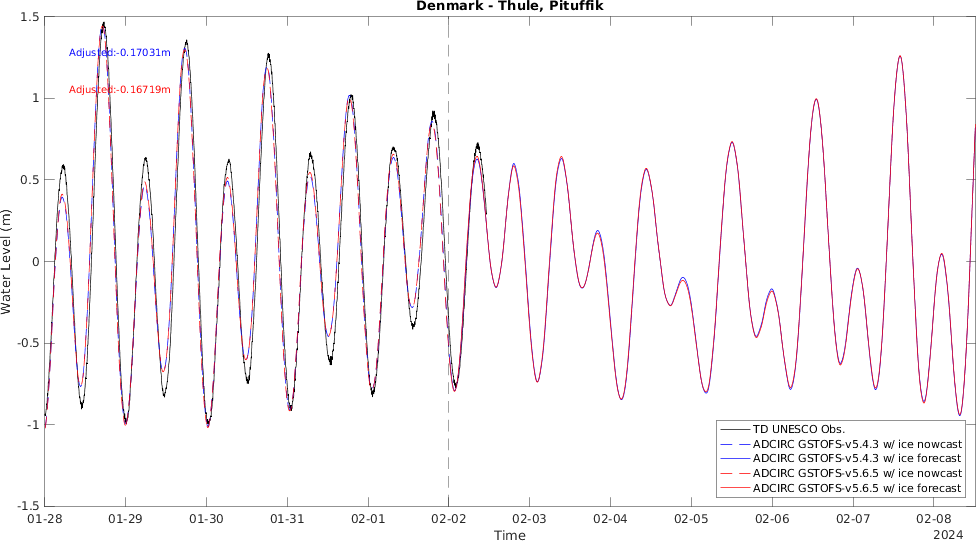 Denmark - Thule, Pituffik
1.5
Adjusted:-0.17031m
1
Adjusted:-0.16719m
0.5
0
-0.5
-1
-1.5
Water Level (m)
TD UNESCO Obs.
ADCIRC GSTOFS-v5.4.3 w/ ice nowcast
ADCIRC GSTOFS-v5.4.3 w/ ice forecast
ADCIRC GSTOFS-v5.6.5 w/ ice nowcast
ADCIRC GSTOFS-v5.6.5 w/ ice forecast
01-28 01-29 01-30 01-31 02-01 02-02 02-03 02-04 02-05 02-06 02-07 02-08
Time
2024